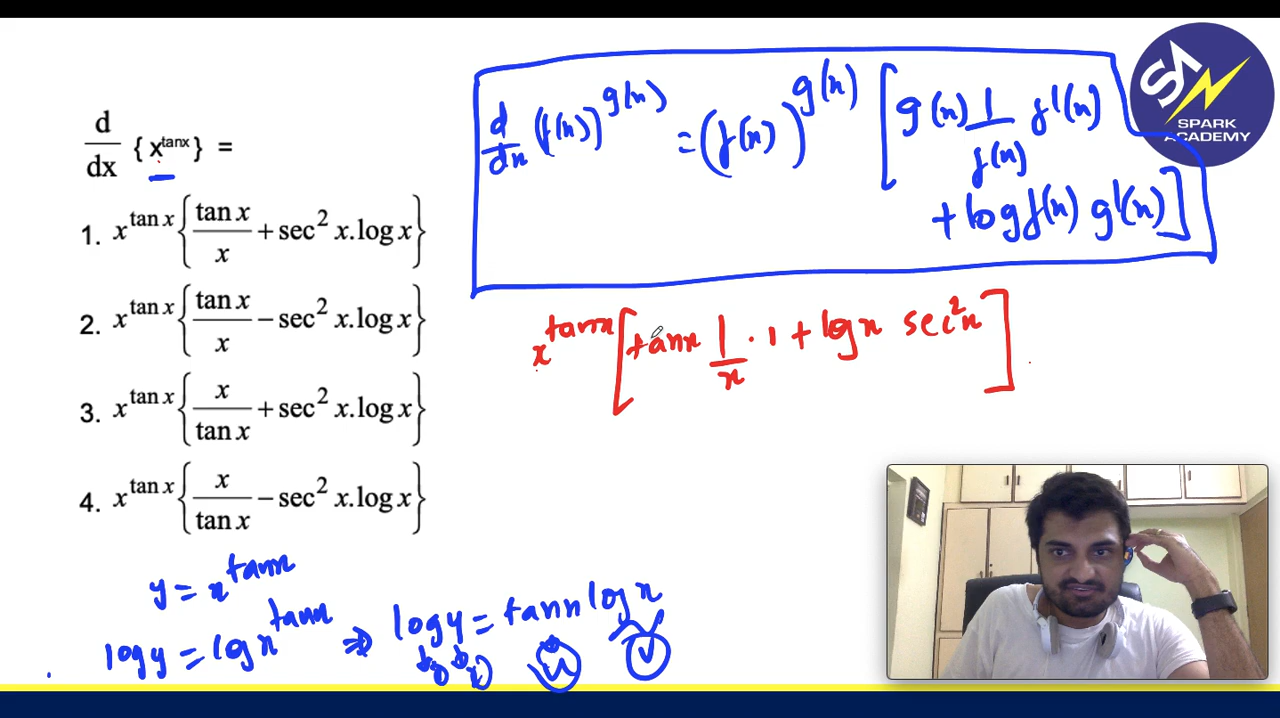 SA
SPARK
ACADEMY
d/dx { x^tanx } =
1. x^tan x { tan x / x + sec² x.log x }
2. x^tan x { tan x / x − sec² x.log x }
3. x^tan x { x / tan x + sec² x.log x }
4. x^tan x { x / tan x − sec² x.log x }
d/dx (f(x))^g(x) = (f(x))^g(x) [ g(x) 1/f(x) f'(x)
+ log f(x) g'(x) ]
x^tanx [ tanx 1/x · 1 + log x sec²x ]
y = x^tanx
log y = log x^tanx ⇒ log y = tanx log x
u v